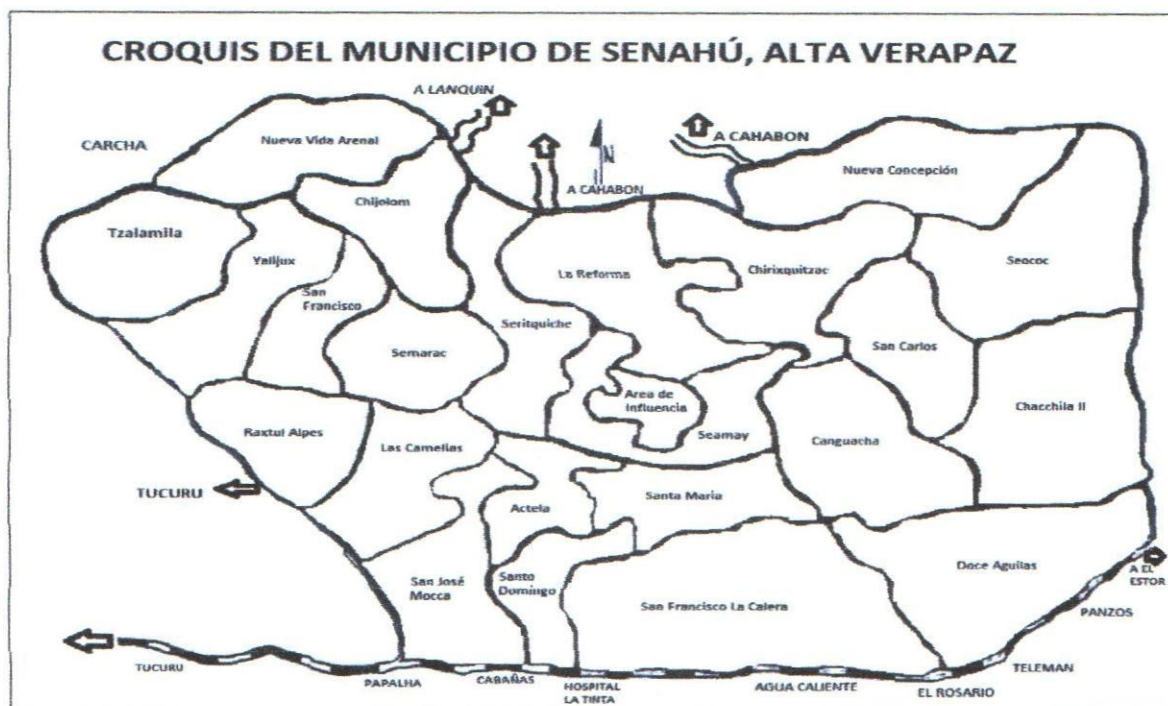 CROQUIS DEL MUNICIPIO DE SENAHÚ, ALTA VERAPAZ
A LANQUIN
CARCHA
Nueva Vida Arenal
A CAHABON
N
A CAHABON
Nueva Concepción
Chijolom
Tzalamila
Yalijux
San
Francisco
La Reforma
Chirixquitzac
Seococ
Semarac
Seritquiche
San Carlos
Area de
Influencia
Chacchila II
Raxtul Alpes
Las Camelias
Seamay
Canguacha
TUCURU
Actela
Santa Maria
San José
Mocca
Santo
Domingo
San Francisco La Calera
Doce Aguilas
A EL
ESTOR
PANZOS
TUCURU
PAPALHA
CABAÑAS
HOSPITAL
LA TINTA
AGUA CALIENTE
EL ROSARIO
TELEMAN